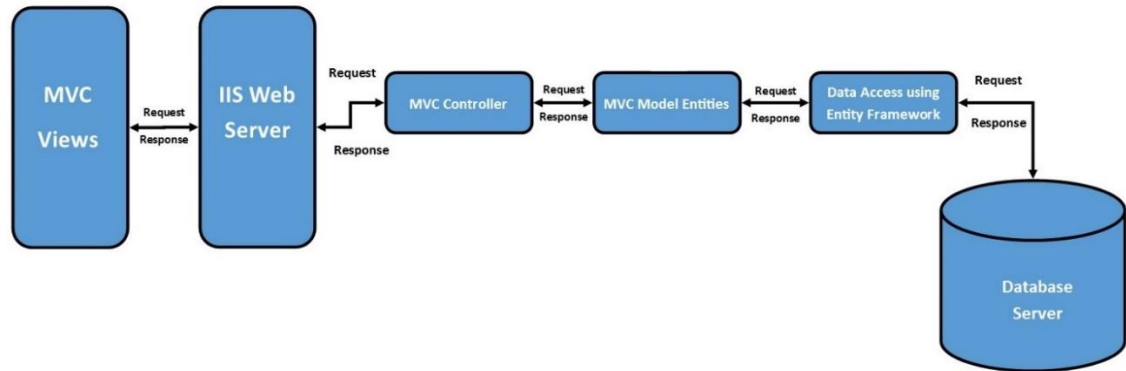 MVC
Views
Request
Response
IIS Web
Server
Request
Response
MVC Controller
Request
Response
MVC Model Entities
Request
Response
Data Access using
Entity Framework
Request
Response
Database
Server